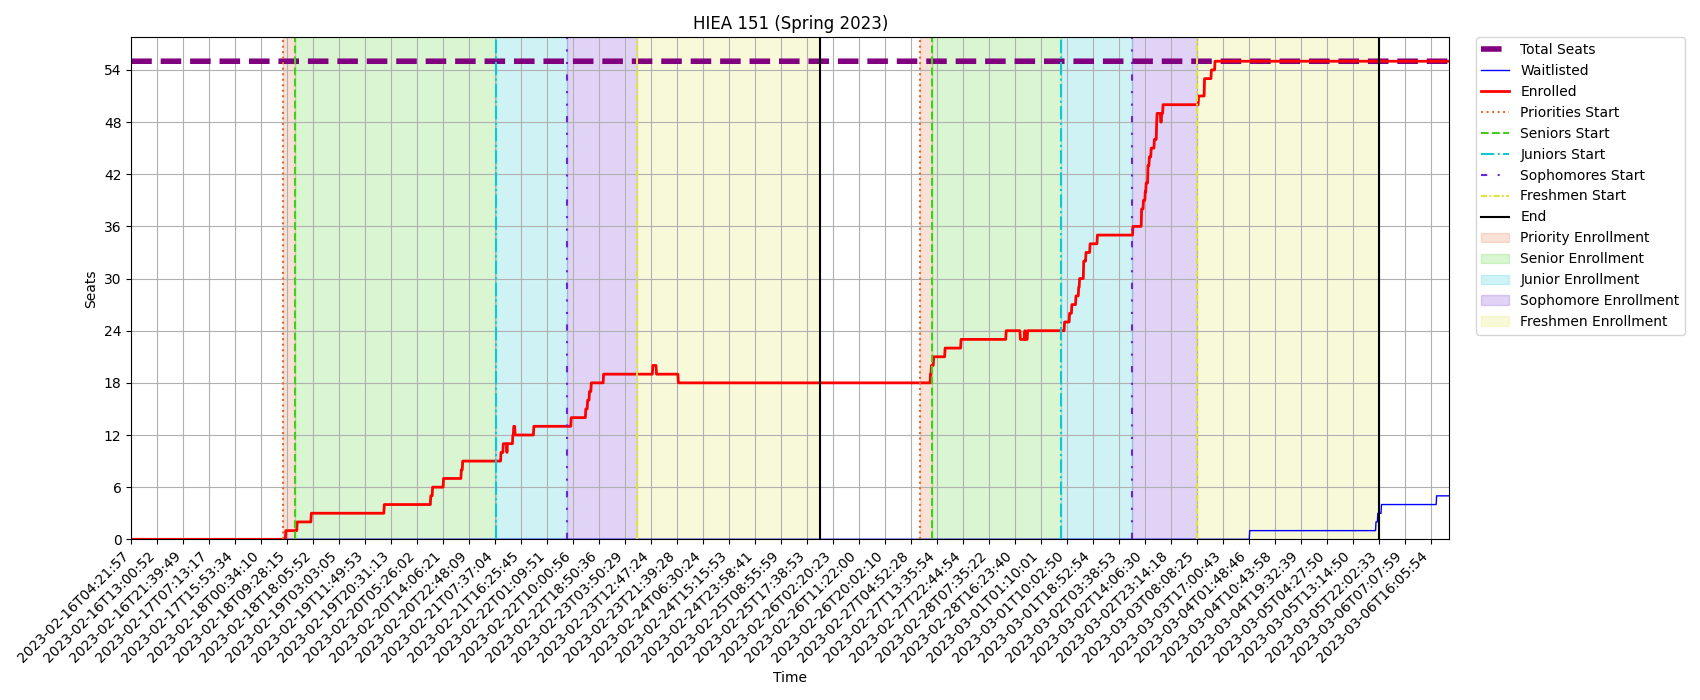 HIEA 151 (Spring 2023)
Seats
54
48
42
36
30
24
18
12
6
0
2023-02-16T04:21:57
2023-02-16T13:00:52
2023-02-16T21:39:49
2023-02-17T07:13:17
2023-02-17T15:53:34
2023-02-18T00:34:10
2023-02-18T09:28:15
2023-02-18T18:05:52
2023-02-19T03:03:05
2023-02-19T11:49:53
2023-02-19T20:31:13
2023-02-20T05:26:02
2023-02-20T14:06:21
2023-02-20T22:48:09
2023-02-21T07:37:04
2023-02-21T16:25:45
2023-02-22T01:09:51
2023-02-22T10:00:56
2023-02-22T18:50:36
2023-02-23T03:50:29
2023-02-23T12:47:24
2023-02-23T21:39:28
2023-02-24T06:30:24
2023-02-24T15:15:53
2023-02-24T23:58:41
2023-02-25T08:55:59
2023-02-25T17:38:53
2023-02-26T02:20:23
2023-02-26T11:22:00
2023-02-26T20:02:10
2023-02-27T04:52:28
2023-02-27T13:35:54
2023-02-27T22:44:54
2023-02-28T07:35:22
2023-02-28T16:23:40
2023-03-01T01:10:01
2023-03-01T10:02:50
2023-03-01T18:52:54
2023-03-02T03:38:53
2023-03-02T14:06:30
2023-03-02T23:14:18
2023-03-03T08:08:25
2023-03-03T17:00:43
2023-03-04T01:48:46
2023-03-04T10:43:58
2023-03-04T19:32:39
2023-03-05T04:27:50
2023-03-05T13:14:50
2023-03-05T22:02:33
2023-03-06T07:07:59
2023-03-06T16:05:54
Time
Total Seats
Waitlisted
Enrolled
Priorities Start
Seniors Start
Juniors Start
Sophomores Start
Freshmen Start
End
Priority Enrollment
Senior Enrollment
Junior Enrollment
Sophomore Enrollment
Freshmen Enrollment